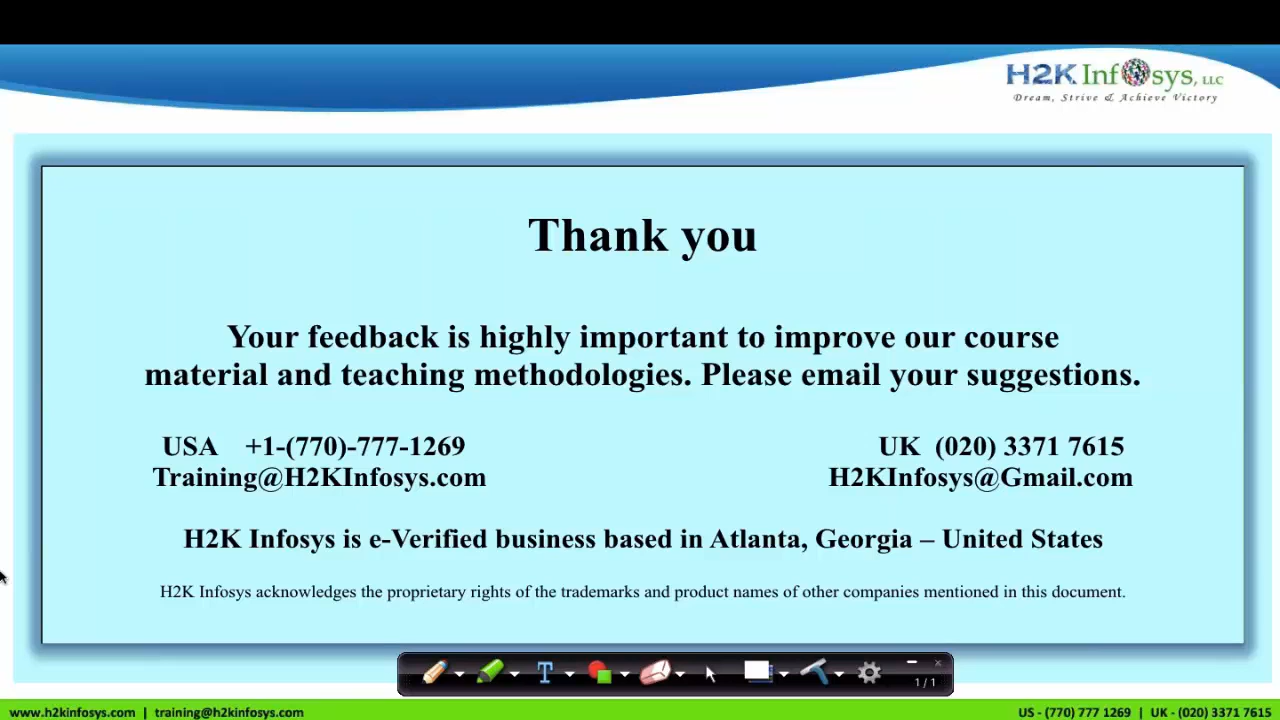 H2K Infosys, LLC
Dream, Strive & Achieve Victory
Thank you
Your feedback is highly important to improve our course
material and teaching methodologies. Please email your suggestions.
USA +1-(770)-777-1269
UK (020) 3371 7615
Training@H2KInfosys.com
H2KInfosys@Gmail.com
H2K Infosys is e-Verified business based in Atlanta, Georgia – United States
H2K Infosys acknowledges the proprietary rights of the trademarks and product names of other companies mentioned in this document.
T
1 / 1
www.h2kinfosys.com | training@h2kinfosys.com
US - (770) 777 1269 | UK - (020) 3371 7615